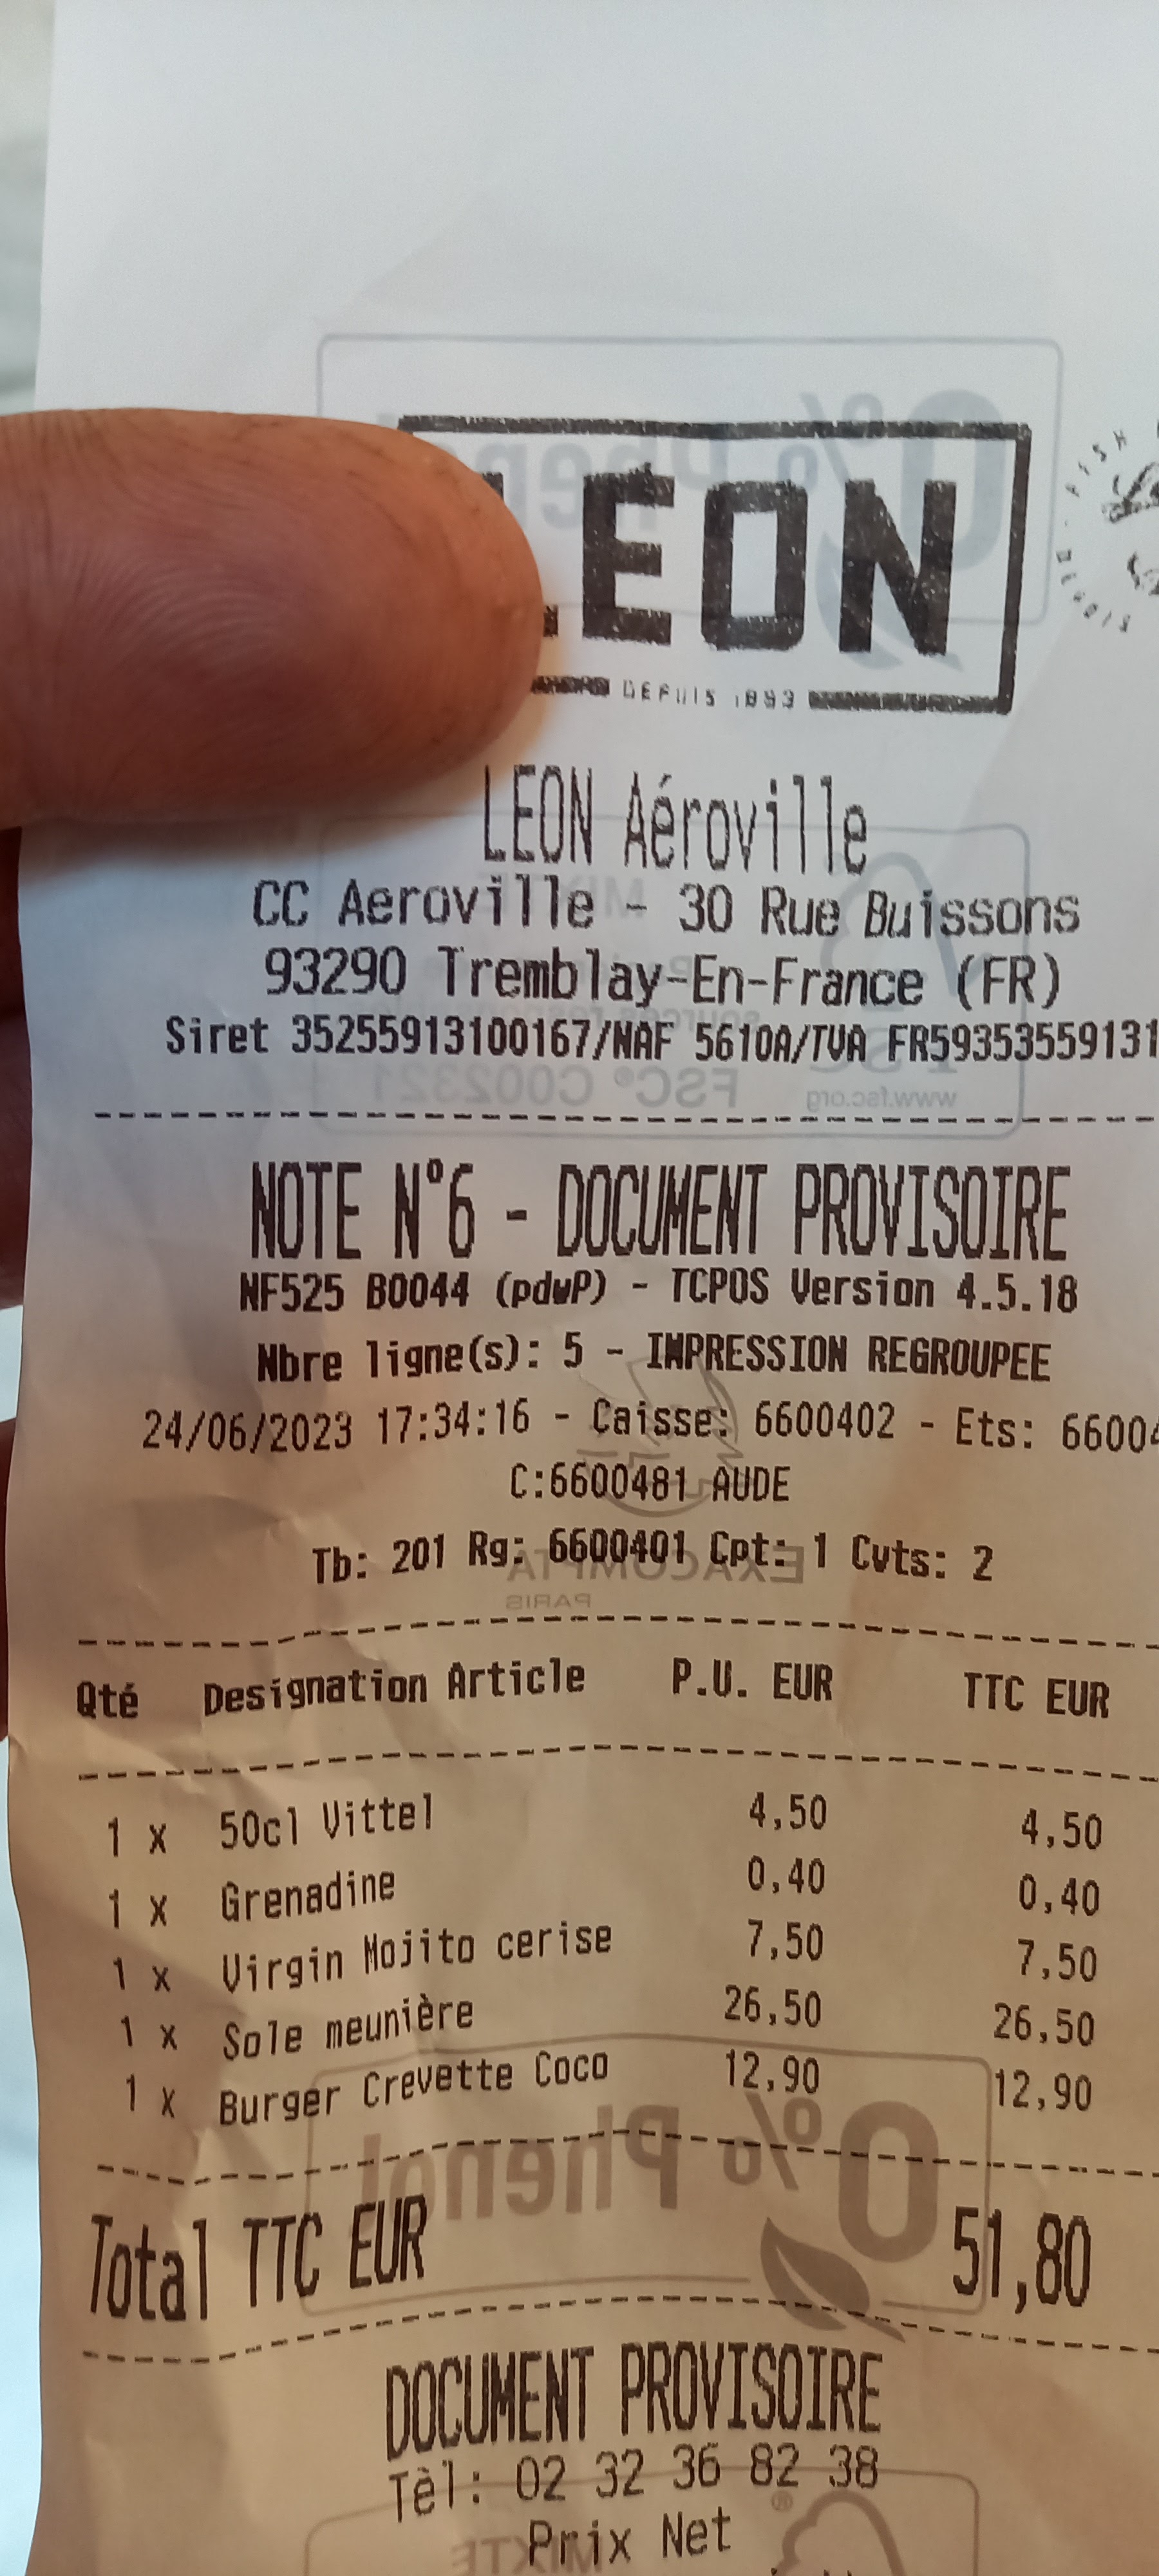 LEON
DEPUIS 1893
LEON Aéroville
CC Aeroville - 30 Rue Buissons
93290 Tremblay-En-France (FR)
Siret 35255913100167/NAF 5610A/TVA FR59353559131
NOTE N°6 - DOCUMENT PROVISOIRE
NF525 B0044 (pdwP) - TCPOS Version 4.5.18
Nbre ligne(s): 5 - IMPRESSION REGROUPEE
24/06/2023 17:34:16 - Caisse: 6600402 - Ets: 66004
C:6600481 AUDE
Tb: 201 Rg: 6600401 Cpt: 1 Cvts: 2
Qté Designation Article P.U. EUR TTC EUR
1 x 50cl Vittel 4,50 4,50
1 x Grenadine 0,40 0,40
1 x Virgin Mojito cerise 7,50 7,50
1 x Sole meunière 26,50 26,50
1 x Burger Crevette Coco 12,90 12,90
Total TTC EUR 51,80
DOCUMENT PROVISOIRE
Tèl: 02 32 36 82 38
Prix Net